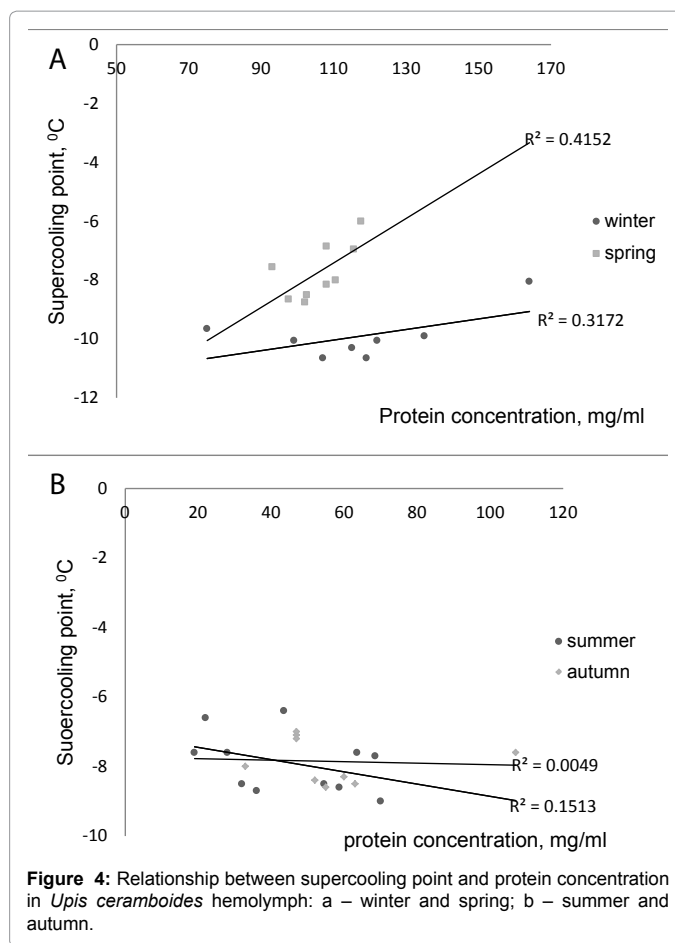 A
0
50 70 90 110 130 150 170
-2
R² = 0.4152
-4
-6
winter
spring
-8
-10
R² = 0.3172
-12
Supercooling point, ⁰C
Protein concentration, mg/ml
B
0
0 20 40 60 80 100 120
-2
-4
summer
autumn
-6
-8
R² = 0.0049
R² = 0.1513
-10
Suoercooling point, ⁰C
protein concentration, mg/ml
Figure 4: Relationship between supercooling point and protein concentration
in Upis ceramboides hemolymph: a – winter and spring; b – summer and
autumn.